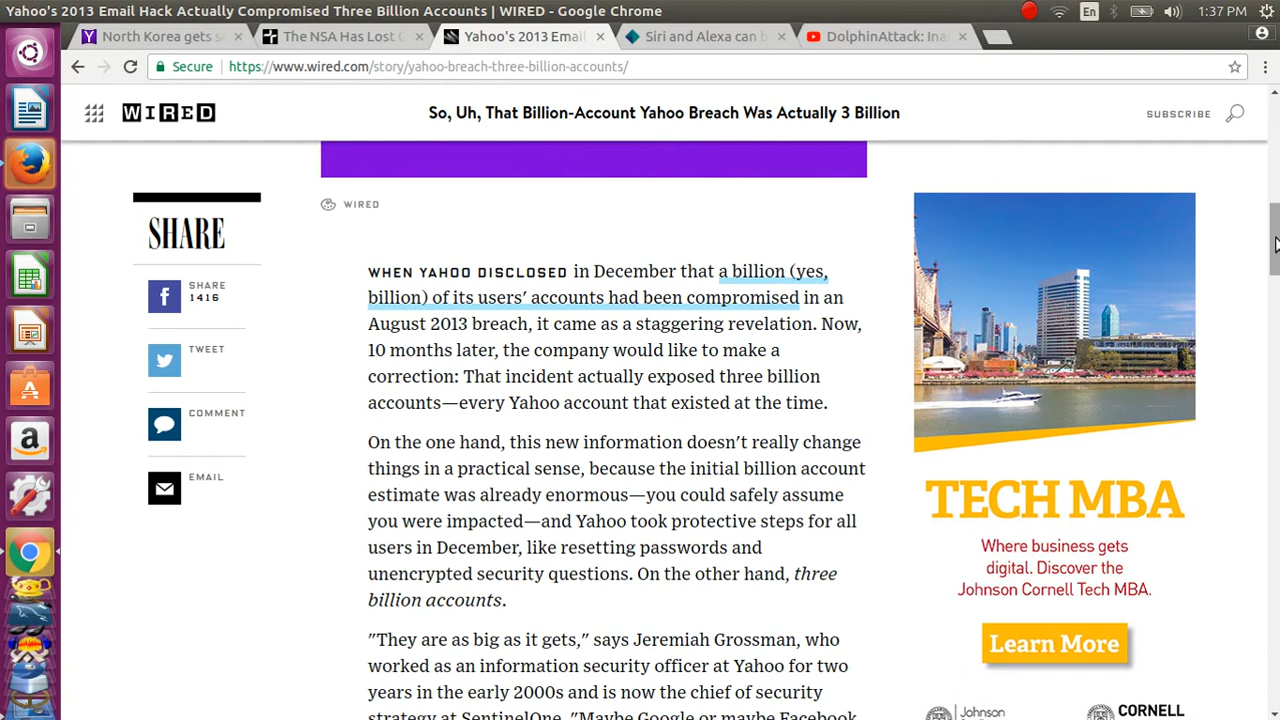 Yahoo's 2013 Email Hack Actually Compromised Three Billion Accounts | WIRED - Google Chrome
En
1:37 PM
North Korea gets s
The NSA Has Lost C
Yahoo's 2013 Email
Siri and Alexa can b
DolphinAttack: Ina
Secure
https://www.wired.com/story/yahoo-breach-three-billion-accounts/
WIRED
So, Uh, That Billion-Account Yahoo Breach Was Actually 3 Billion
SUBSCRIBE
WIRED
SHARE
SHARE
1416
TWEET
COMMENT
EMAIL
WHEN YAHOO DISCLOSED in December that a billion (yes,
billion) of its users' accounts had been compromised in an
August 2013 breach, it came as a staggering revelation. Now,
10 months later, the company would like to make a
correction: That incident actually exposed three billion
accounts—every Yahoo account that existed at the time.
On the one hand, this new information doesn't really change
things in a practical sense, because the initial billion account
estimate was already enormous—you could safely assume
you were impacted—and Yahoo took protective steps for all
users in December, like resetting passwords and
unencrypted security questions. On the other hand, three
billion accounts.
"They are as big as it gets," says Jeremiah Grossman, who
worked as an information security officer at Yahoo for two
years in the early 2000s and is now the chief of security
strategy at SentinelOne. "Maybe Google or maybe Facebook
TECH MBA
Where business gets
digital. Discover the
Johnson Cornell Tech MBA.
Learn More
Johnson
Cornell
CORNELL